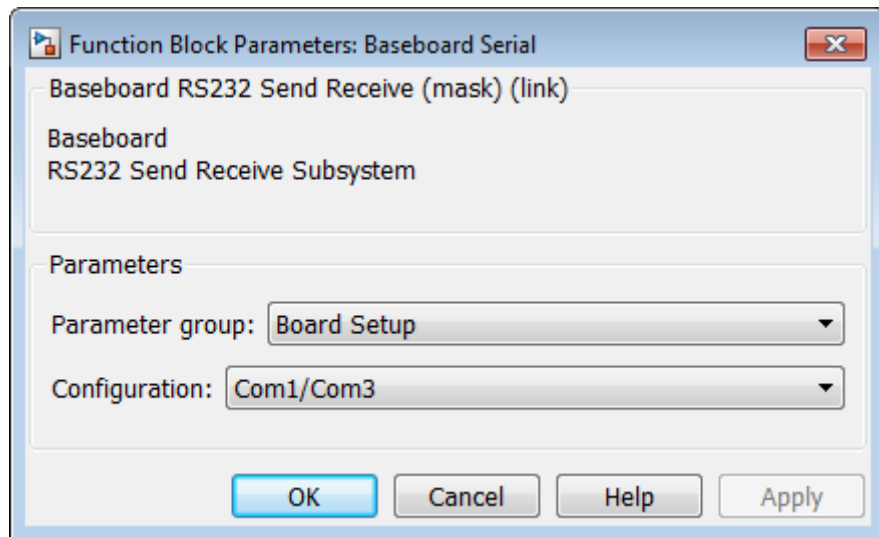 Function Block Parameters: Baseboard Serial
Baseboard RS232 Send Receive (mask) (link)
Baseboard
RS232 Send Receive Subsystem
Parameters
Parameter group: Board Setup
Configuration: Com1/Com3
OK Cancel Help Apply